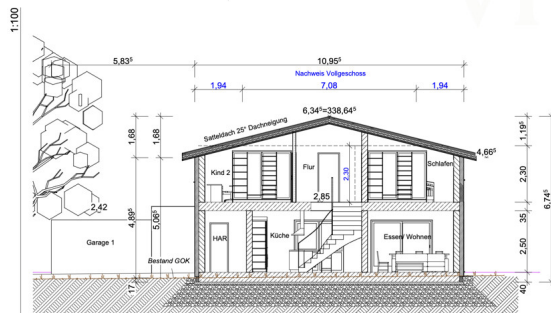 1:100
5,83⁵
10,95⁵
Nachweis Vollgeschoss
1,94
7,08
1,94
6,34⁵=338,64⁵
Satteldach 25° Dachneigung
1,68
1,68
1,19⁵
4,66⁵
Kind 2
Flur
2,30
Schlafen
2,30
2,85
6,74⁵
2,42
4,89⁵
5,06⁵
35
Garage 1
HAR
Küche
Essen/ Wohnen
2,50
Bestand GOK
17
40